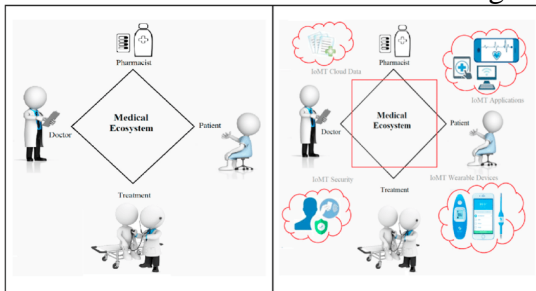 Pharmacist
Medical
Ecosystem
Doctor
Patient
Treatment
IoMT Cloud Data
Pharmacist
IoMT Applications
Medical
Ecosystem
Doctor
Patient
IoMT Security
Treatment
IoMT Wearable Devices